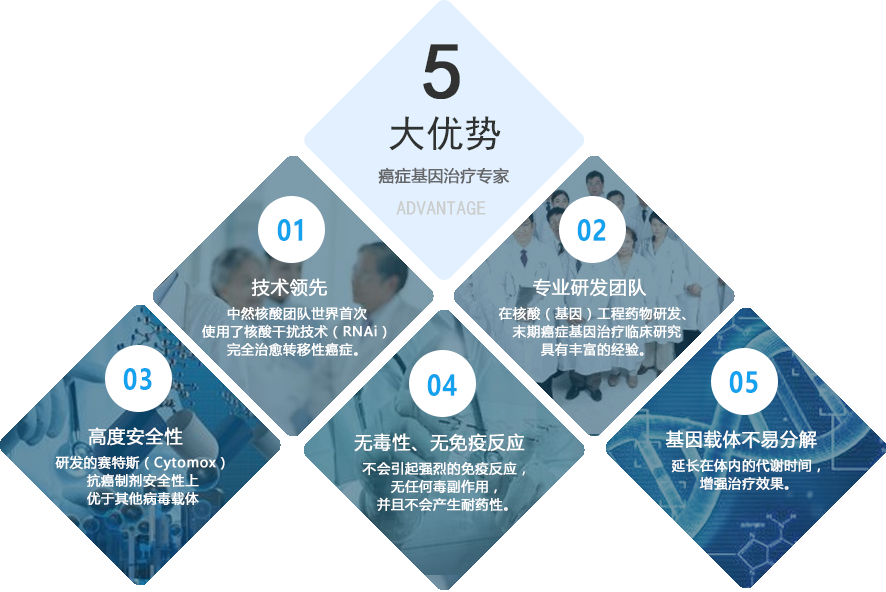 5
大优势
癌症基因治疗专家
ADVANTAGE
01
技术领先
中然核酸团队世界首次
使用了核酸干扰技术（RNAi）
完全治愈转移性癌症。
02
专业研发团队
在核酸（基因）工程药物研发、
末期癌症基因治疗临床研究
具有丰富的经验。
03
高度安全性
研发的赛特斯（Cytomox）
抗癌制剂安全性上
优于其他病毒载体
04
无毒性、无免疫反应
不会引起强烈的免疫反应，
无任何毒副作用，
并且不会产生耐药性。
05
基因载体不易分解
延长在体内的代谢时间，
增强治疗效果。